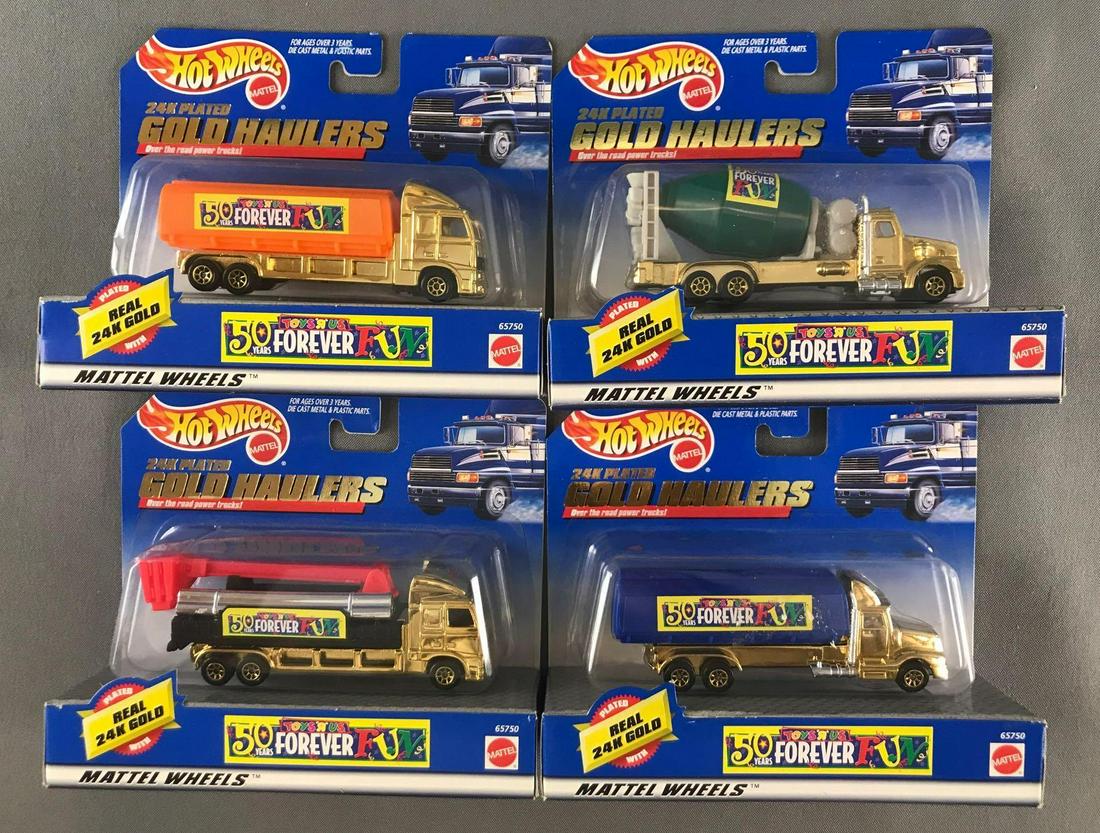 FOR AGES OVER 3 YEARS.
DIE CAST METAL & PLASTIC PARTS.
Hot Wheels
MATTEL
24K PLATED
GOLD HAULERS
Over the road power trucks!
50 YEARS TOYS "R" US FOREVER FUN
PLATED
REAL
24K GOLD
WITH
50 YEARS TOYS "R" US FOREVER FUN
65750
MATTEL
MATTEL WHEELS™
FOR AGES OVER 3 YEARS.
DIE CAST METAL & PLASTIC PARTS.
Hot Wheels
MATTEL
24K PLATED
GOLD HAULERS
Over the road power trucks!
FOREVER
FUN
PLATED
REAL
24K GOLD
WITH
50 YEARS TOYS "R" US FOREVER FUN
65750
MATTEL
MATTEL WHEELS™
FOR AGES OVER 3 YEARS.
DIE CAST METAL & PLASTIC PARTS.
Hot Wheels
MATTEL
24K PLATED
GOLD HAULERS
Over the road power trucks!
50 YEARS TOYS "R" US FOREVER FUN
PLATED
REAL
24K GOLD
WITH
50 YEARS TOYS "R" US FOREVER FUN
65750
MATTEL
MATTEL WHEELS™
DIE CAST METAL & PLASTIC PARTS.
Hot Wheels
MATTEL
24K PLATED
GOLD HAULERS
Over the road power trucks!
50 YEARS TOYS "R" US FOREVER FUN
PLATED
REAL
24K GOLD
WITH
50 YEARS TOYS "R" US FOREVER FUN
65750
MATTEL
MATTEL WHEELS™